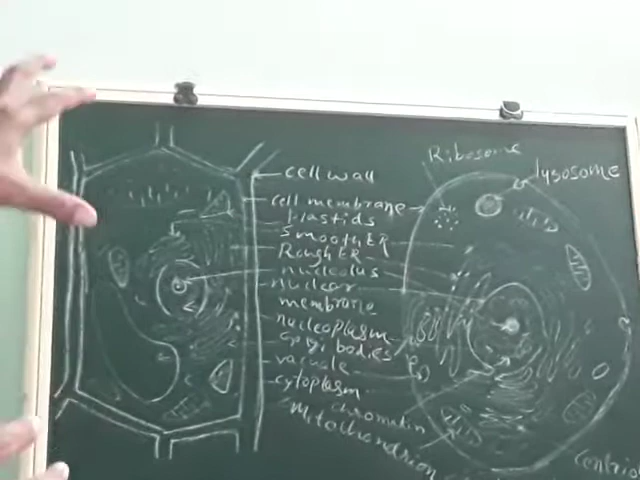 Ribosome
lysosome
cell wall
cell membrane
plastids
Smooth ER
Rough ER
nucleolus
nuclear
membrane
nucleoplasm
bodies
vacuole
cytoplasm
chromatin
Mitochondrion
Centriol